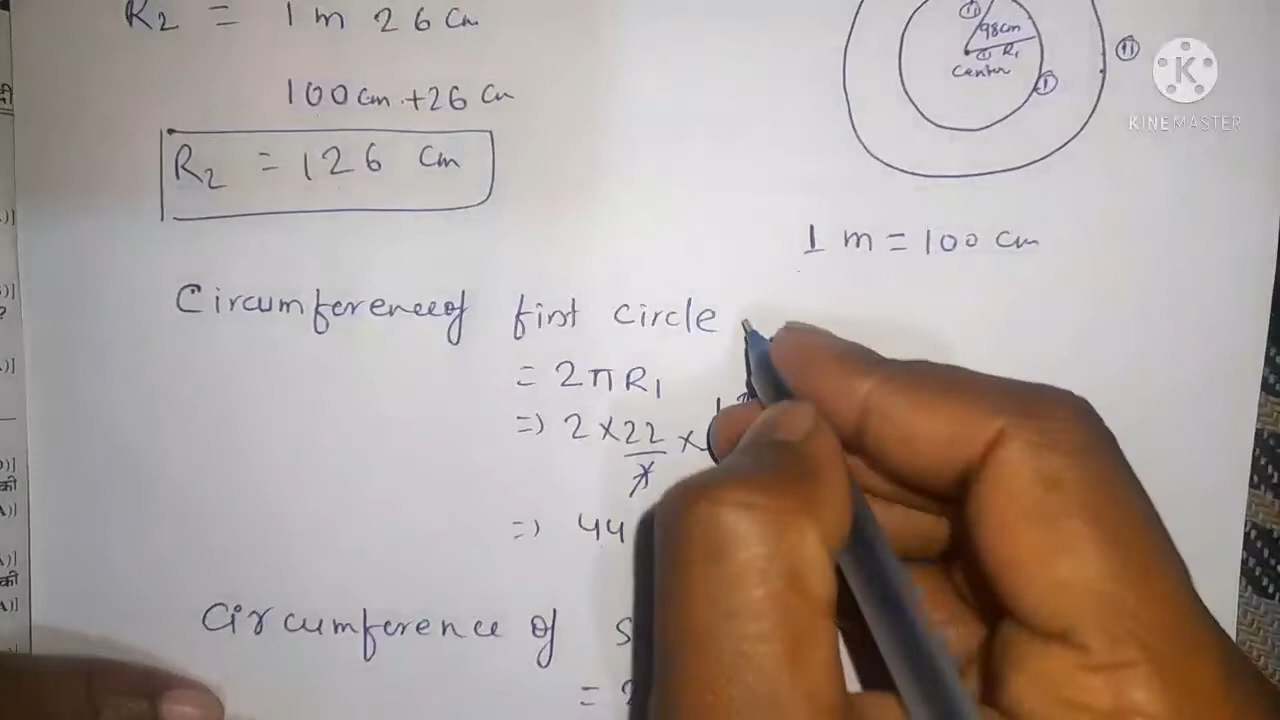 R2 = 1 m 26 cm
100 cm + 26 cm
R2 = 126 cm
98cm
R1
center
KINEMASTER
1 m = 100 cm
Circumference of first circle
= 2πR1
=) 2 × 22/7 ×
=) 44
Circumference of S
= 2